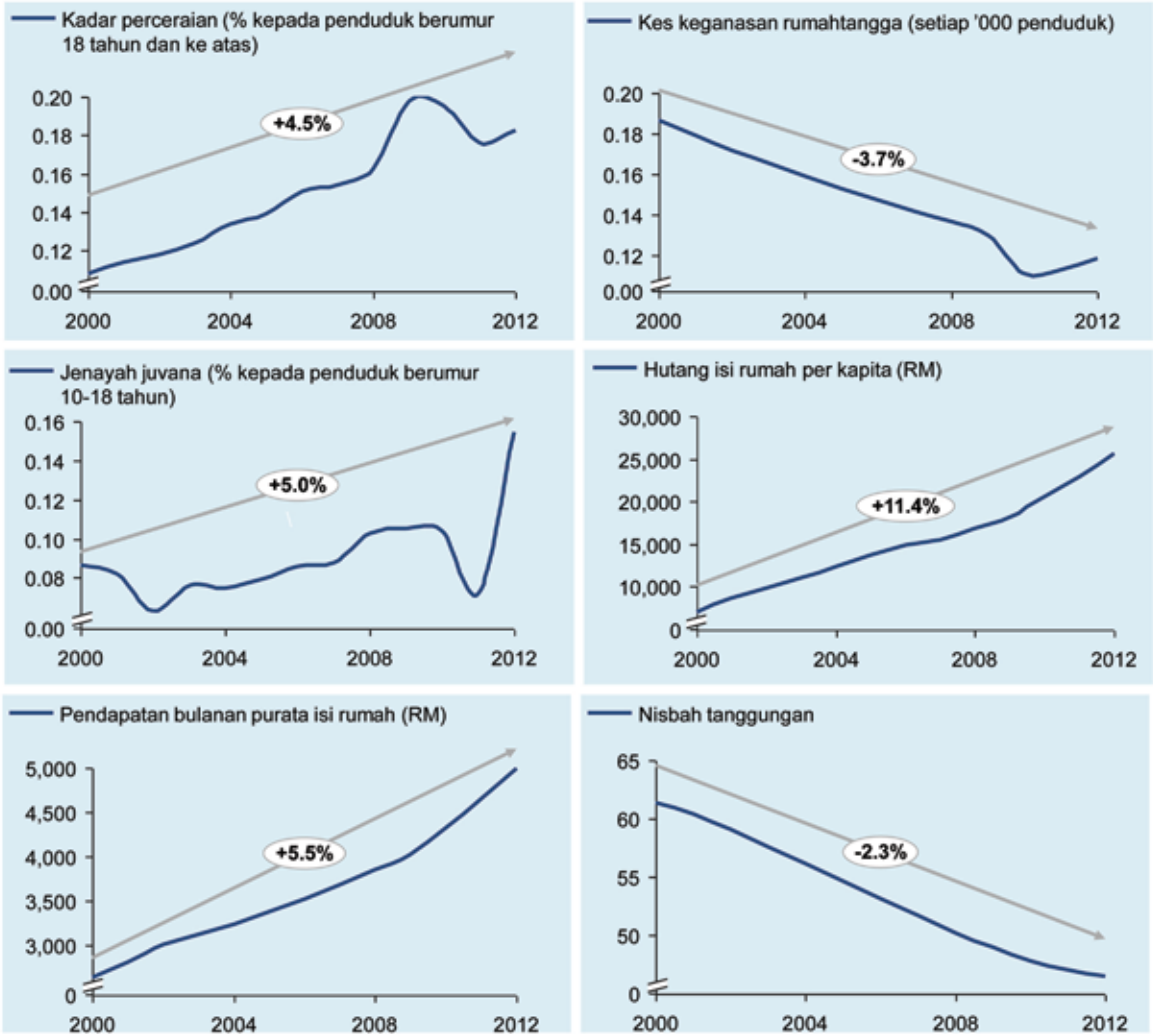 Kadar perceraian (% kepada penduduk berumur
18 tahun dan ke atas)
0.20
0.18
0.16
0.14
0.12
0.00
+4.5%
2000 2004 2008 2012
Kes keganasan rumahtangga (setiap '000 penduduk)
0.20
0.18
0.16
0.14
0.12
0.00
-3.7%
2000 2004 2008 2012
Jenayah juvana (% kepada penduduk berumur
10-18 tahun)
0.16
0.14
0.12
0.10
0.08
0.00
+5.0%
2000 2004 2008 2012
Hutang isi rumah per kapita (RM)
30,000
25,000
20,000
15,000
10,000
0
+11.4%
2000 2004 2008 2012
Pendapatan bulanan purata isi rumah (RM)
5,000
4,500
4,000
3,500
3,000
0
+5.5%
2000 2004 2008 2012
Nisbah tanggungan
65
60
55
50
0
-2.3%
2000 2004 2008 2012